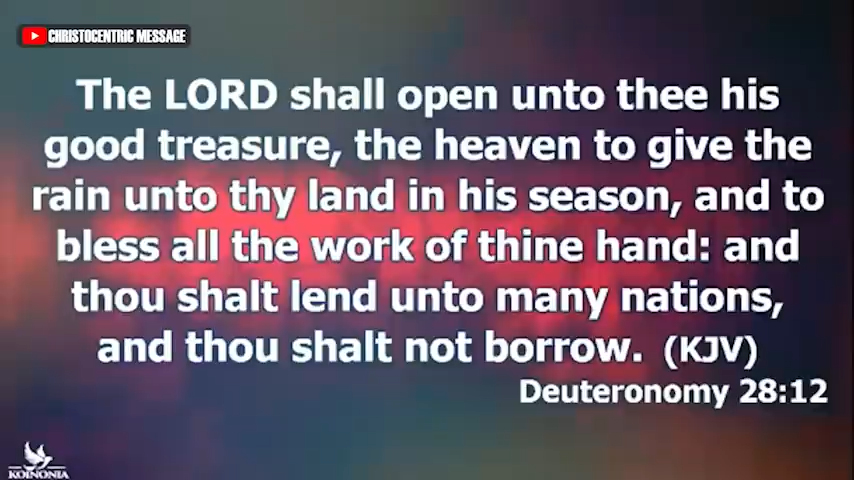 CHRISTOCENTRIC MESSAGE
The LORD shall open unto thee his
good treasure, the heaven to give the
rain unto thy land in his season, and to
bless all the work of thine hand: and
thou shalt lend unto many nations,
and thou shalt not borrow. (KJV)
Deuteronomy 28:12
KOINONIA